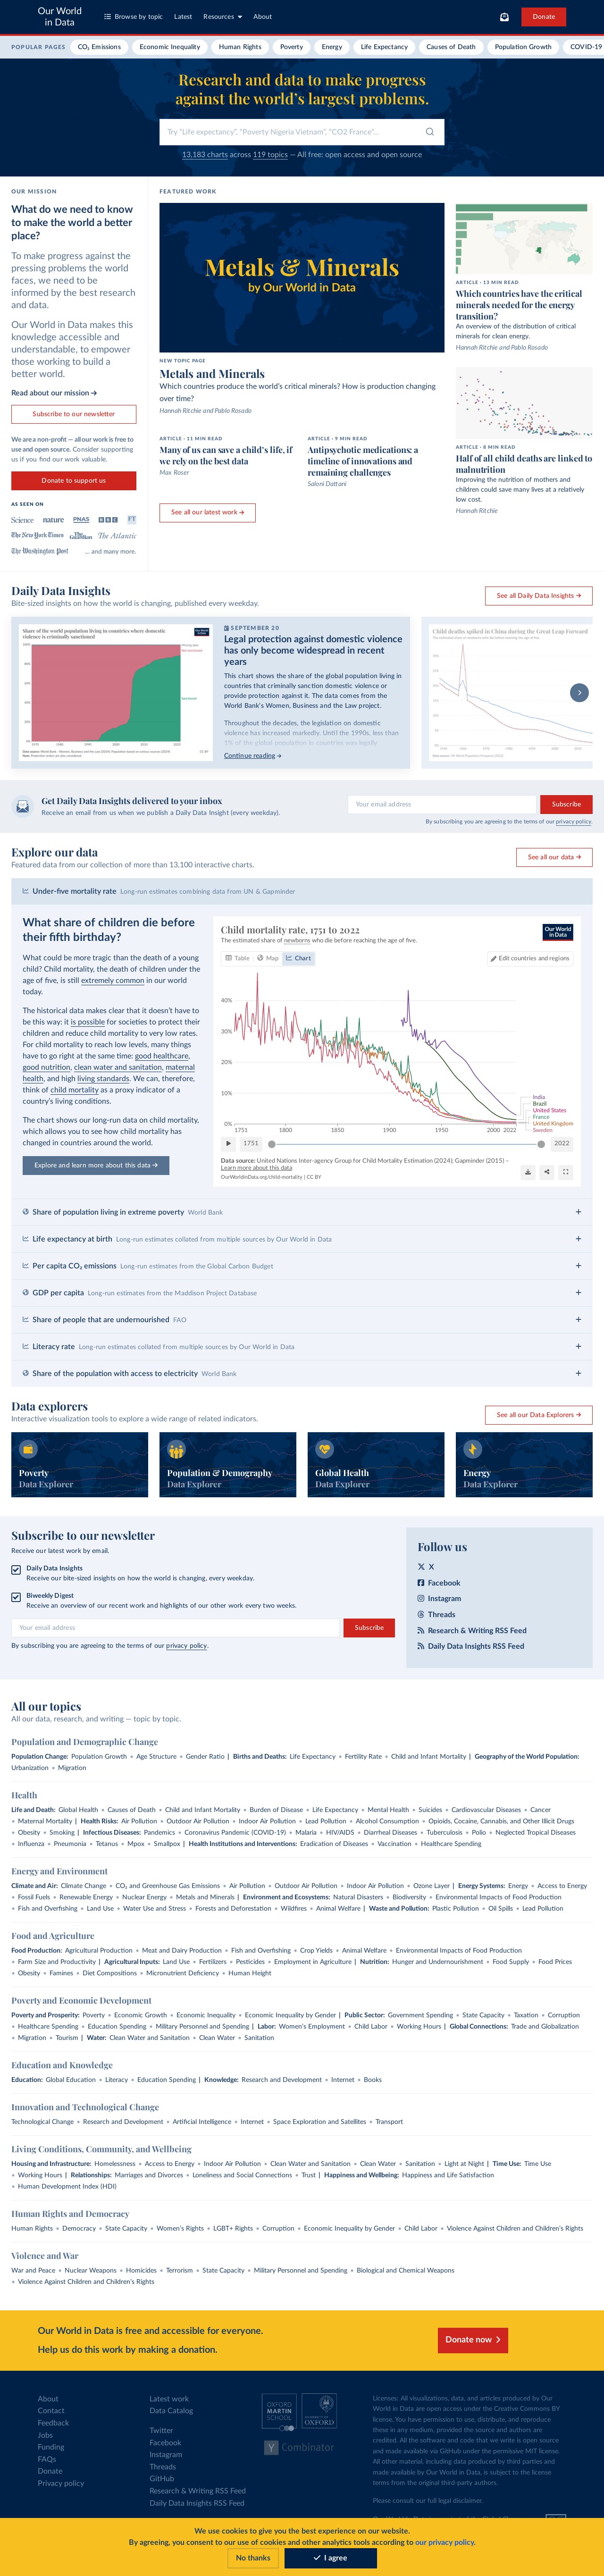 Our World
in Data
Browse by topic
Latest
Resources
About
Donate
POPULAR PAGES
CO₂ Emissions
Economic Inequality
Human Rights
Poverty
Energy
Life Expectancy
Causes of Death
Population Growth
COVID-19
Research and data to make progress
against the world's largest problems.
Try "Life expectancy", "Poverty Nigeria Vietnam", "CO2 France"...
13,183 charts across 119 topics — All free: open access and open source
OUR MISSION
What do we need to know
to make the world a better
place?
To make progress against the
pressing problems the world
faces, we need to be
informed by the best research
and data.
Our World in Data makes this
knowledge accessible and
understandable, to empower
those working to build a
better world.
Read about our mission →
Subscribe to our newsletter
We are a non-profit — all our work is free to
use and open source. Consider supporting
us if you find our work valuable.
Donate to support us
AS SEEN ON
Science
nature
PNAS
BBC
FT
The New York Times
The Guardian
The Atlantic
The Washington Post
... and many more.
FEATURED WORK
Metals & Minerals
by Our World in Data
NEW TOPIC PAGE
Metals and Minerals
Which countries produce the world's critical minerals? How is production changing
over time?
Hannah Ritchie and Pablo Rosado
ARTICLE · 11 MIN READ
Many of us can save a child's life, if
we rely on the best data
Max Roser
ARTICLE · 9 MIN READ
Antipsychotic medications: a
timeline of innovations and
remaining challenges
Saloni Dattani
See all our latest work →
ARTICLE · 13 MIN READ
Which countries have the critical
minerals needed for the energy
transition?
An overview of the distribution of critical
minerals for clean energy.
Hannah Ritchie and Pablo Rosado
ARTICLE · 8 MIN READ
Half of all child deaths are linked to
malnutrition
Improving the nutrition of mothers and
children could save many lives at a relatively
low cost.
Hannah Ritchie
Daily Data Insights
Bite-sized insights on how the world is changing, published every weekday.
See all Daily Data Insights →
Share of the world population living in countries where domestic
violence is criminally sanctioned
SEPTEMBER 20
Legal protection against domestic violence
has only become widespread in recent
years
This chart shows the share of the global population living in
countries that criminally sanction domestic violence or
provide protection against it. The data comes from the
World Bank's Women, Business and the Law project.
Throughout the decades, the legislation on domestic
violence has increased markedly. Until the 1990s, less than
1% of the global population in countries was legally
Continue reading →
Child deaths spiked in China during the Great Leap Forward
Get Daily Data Insights delivered to your inbox
Receive an email from us when we publish a Daily Data Insight (every weekday).
Your email address
Subscribe
By subscribing you are agreeing to the terms of our privacy policy.
Explore our data
Featured data from our collection of more than 13,100 interactive charts.
See all our data →
Under-five mortality rate Long-run estimates combining data from UN & Gapminder
What share of children die before
their fifth birthday?
What could be more tragic than the death of a young
child? Child mortality, the death of children under the
age of five, is still extremely common in our world
today.
The historical data makes clear that it doesn't have to
be this way: it is possible for societies to protect their
children and reduce child mortality to very low rates.
For child mortality to reach low levels, many things
have to go right at the same time: good healthcare,
good nutrition, clean water and sanitation, maternal
health, and high living standards. We can, therefore,
think of child mortality as a proxy indicator of a
country's living conditions.
The chart shows our long-run data on child mortality,
which allows you to see how child mortality has
changed in countries around the world.
Explore and learn more about this data →
Child mortality rate, 1751 to 2022
The estimated share of newborns who die before reaching the age of five.
Our World
in Data
Table
Map
Chart
Edit countries and regions
40%
30%
20%
10%
0%
1751
1800
1850
1900
1950
2000
2022
India
Brazil
United States
France
United Kingdom
Sweden
1751
2022
Data source: United Nations Inter-agency Group for Child Mortality Estimation (2024); Gapminder (2015) –
Learn more about this data
OurWorldinData.org/child-mortality | CC BY
Share of population living in extreme poverty World Bank
Life expectancy at birth Long-run estimates collated from multiple sources by Our World in Data
Per capita CO₂ emissions Long-run estimates from the Global Carbon Budget
GDP per capita Long-run estimates from the Maddison Project Database
Share of people that are undernourished FAO
Literacy rate Long-run estimates collated from multiple sources by Our World in Data
Share of the population with access to electricity World Bank
Data explorers
Interactive visualization tools to explore a wide range of related indicators.
See all our Data Explorers →
Poverty
Data Explorer
Population & Demography
Data Explorer
Global Health
Data Explorer
Energy
Data Explorer
Subscribe to our newsletter
Receive our latest work by email.
Daily Data Insights
Receive our bite-sized insights on how the world is changing, every weekday.
Biweekly Digest
Receive an overview of our recent work and highlights of our other work every two weeks.
Your email address
Subscribe
By subscribing you are agreeing to the terms of our privacy policy.
Follow us
X
Facebook
Instagram
Threads
Research & Writing RSS Feed
Daily Data Insights RSS Feed
All our topics
All our data, research, and writing — topic by topic.
Population and Demographic Change
Population Change: Population Growth • Age Structure • Gender Ratio | Births and Deaths: Life Expectancy • Fertility Rate • Child and Infant Mortality | Geography of the World Population:
Urbanization • Migration
Health
Life and Death: Global Health • Causes of Death • Child and Infant Mortality • Burden of Disease • Life Expectancy • Mental Health • Suicides • Cardiovascular Diseases • Cancer
• Maternal Mortality | Health Risks: Air Pollution • Outdoor Air Pollution • Indoor Air Pollution • Lead Pollution • Alcohol Consumption • Opioids, Cocaine, Cannabis, and Other Illicit Drugs
• Obesity • Smoking | Infectious Diseases: Pandemics • Coronavirus Pandemic (COVID-19) • Malaria • HIV/AIDS • Diarrheal Diseases • Tuberculosis • Polio • Neglected Tropical Diseases
• Influenza • Pneumonia • Tetanus • Mpox • Smallpox | Health Institutions and Interventions: Eradication of Diseases • Vaccination • Healthcare Spending
Energy and Environment
Climate and Air: Climate Change • CO₂ and Greenhouse Gas Emissions • Air Pollution • Outdoor Air Pollution • Indoor Air Pollution • Ozone Layer | Energy Systems: Energy • Access to Energy
• Fossil Fuels • Renewable Energy • Nuclear Energy • Metals and Minerals | Environment and Ecosystems: Natural Disasters • Biodiversity • Environmental Impacts of Food Production
• Fish and Overfishing • Land Use • Water Use and Stress • Forests and Deforestation • Wildfires • Animal Welfare | Waste and Pollution: Plastic Pollution • Oil Spills • Lead Pollution
Food and Agriculture
Food Production: Agricultural Production • Meat and Dairy Production • Fish and Overfishing • Crop Yields • Animal Welfare • Environmental Impacts of Food Production
• Farm Size and Productivity | Agricultural Inputs: Land Use • Fertilizers • Pesticides • Employment in Agriculture | Nutrition: Hunger and Undernourishment • Food Supply • Food Prices
• Obesity • Famines • Diet Compositions • Micronutrient Deficiency • Human Height
Poverty and Economic Development
Poverty and Prosperity: Poverty • Economic Growth • Economic Inequality • Economic Inequality by Gender | Public Sector: Government Spending • State Capacity • Taxation • Corruption
• Healthcare Spending • Education Spending • Military Personnel and Spending | Labor: Women's Employment • Child Labor • Working Hours | Global Connections: Trade and Globalization
• Migration • Tourism | Water: Clean Water and Sanitation • Clean Water • Sanitation
Education and Knowledge
Education: Global Education • Literacy • Education Spending | Knowledge: Research and Development • Internet • Books
Innovation and Technological Change
Technological Change • Research and Development • Artificial Intelligence • Internet • Space Exploration and Satellites • Transport
Living Conditions, Community, and Wellbeing
Housing and Infrastructure: Homelessness • Access to Energy • Indoor Air Pollution • Clean Water and Sanitation • Clean Water • Sanitation • Light at Night | Time Use: Time Use
• Working Hours | Relationships: Marriages and Divorces • Loneliness and Social Connections • Trust | Happiness and Wellbeing: Happiness and Life Satisfaction
• Human Development Index (HDI)
Human Rights and Democracy
Human Rights • Democracy • State Capacity • Women's Rights • LGBT+ Rights • Corruption • Economic Inequality by Gender • Child Labor • Violence Against Children and Children's Rights
Violence and War
War and Peace • Nuclear Weapons • Homicides • Terrorism • State Capacity • Military Personnel and Spending • Biological and Chemical Weapons
• Violence Against Children and Children's Rights
Our World in Data is free and accessible for everyone.
Help us do this work by making a donation.
Donate now
About
Contact
Feedback
Jobs
Funding
FAQs
Donate
Privacy policy
Latest work
Data Catalog
Twitter
Facebook
Instagram
Threads
GitHub
Research & Writing RSS Feed
Daily Data Insights RSS Feed
OXFORD
MARTIN
SCHOOL
UNIVERSITY OF
OXFORD
Y Combinator
Licenses: All visualizations, data, and articles produced by Our
World in Data are open access under the Creative Commons BY
license. You have permission to use, distribute, and reproduce
these in any medium, provided the source and authors are
credited. All the software and code that we write is open source
and made available via GitHub under the permissive MIT license.
All other material, including data produced by third parties and
made available by Our World in Data, is subject to the license
terms from the original third-party authors.
Please consult our full legal disclaimer.
We use cookies to give you the best experience on our website.
By agreeing, you consent to our use of cookies and other analytics tools according to our privacy policy.
No thanks
I agree